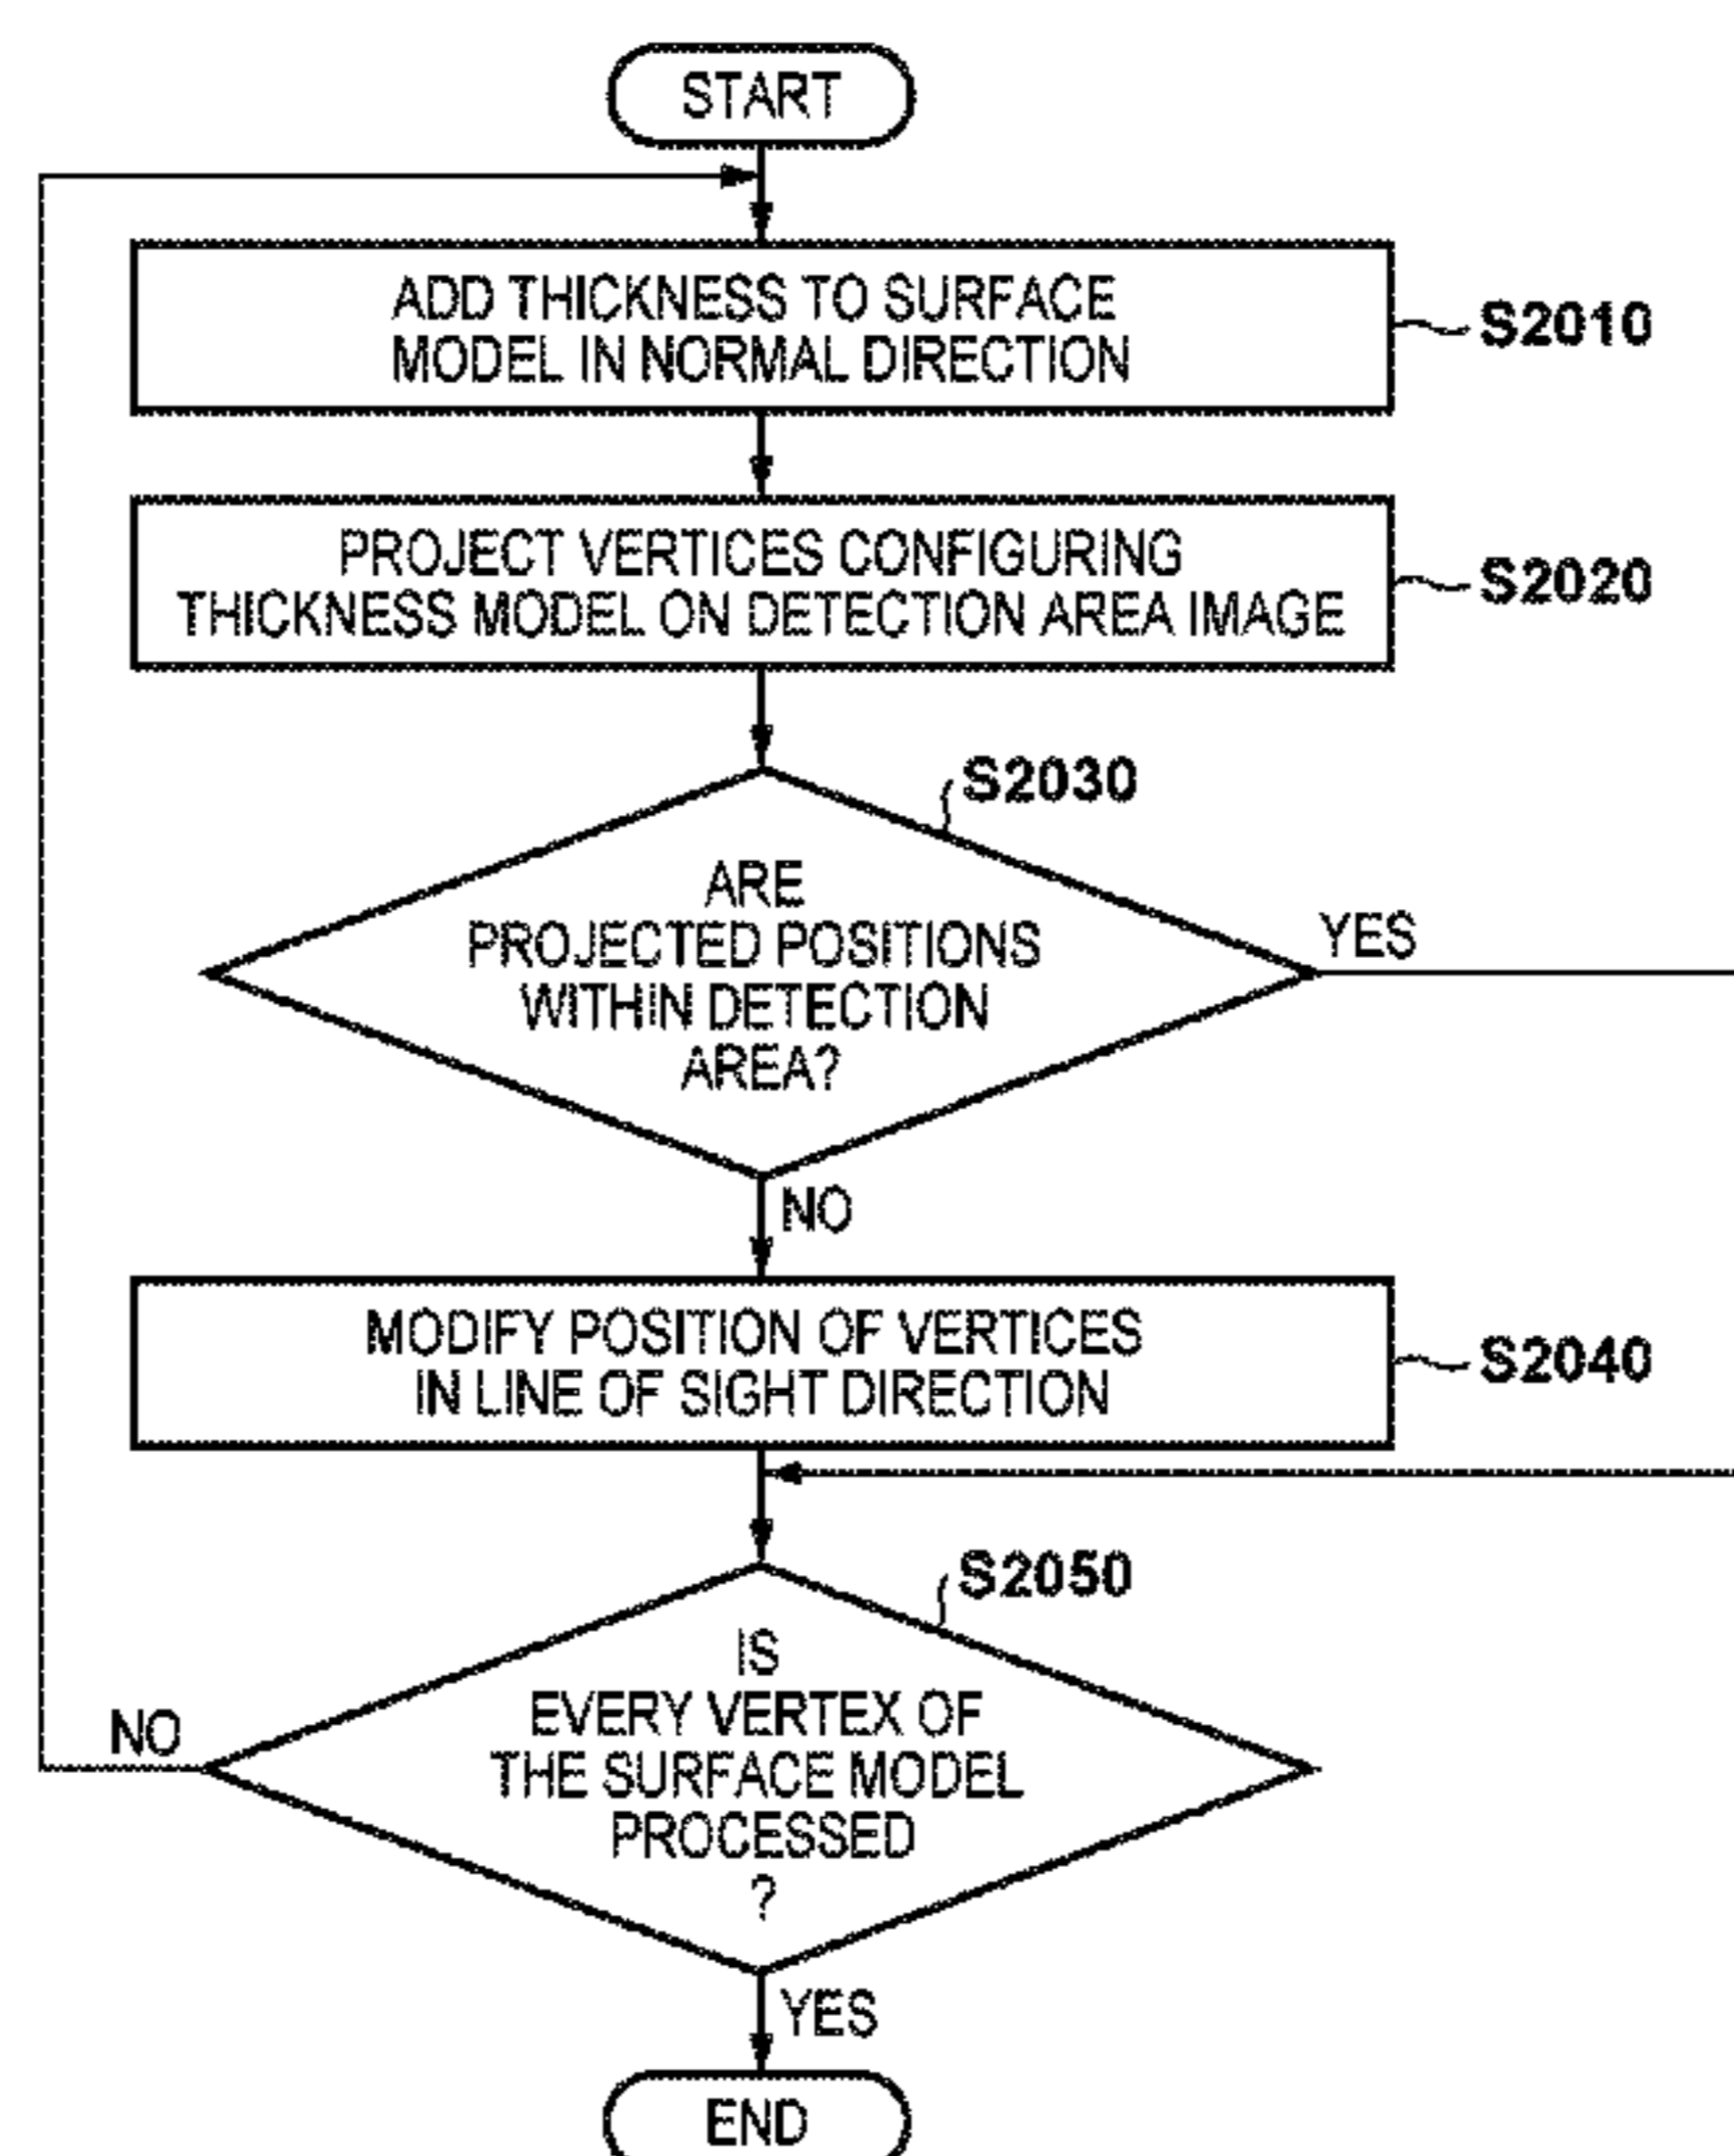 START
ADD THICKNESS TO SURFACE
MODEL IN NORMAL DIRECTION
S2010
PROJECT VERTICES CONFIGURING
THICKNESS MODEL ON DETECTION AREA IMAGE
S2020
S2030
ARE
PROJECTED POSITIONS
WITHIN DETECTION
AREA?
YES
NO
MODIFY POSITION OF VERTICES
IN LINE OF SIGHT DIRECTION
S2040
S2050
IS
EVERY VERTEX OF
THE SURFACE MODEL
PROCESSED
?
NO
YES
END